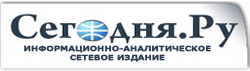 Сегодня.Ру
ИНФОРМАЦИОННО-АНАЛИТИЧЕСКОЕ
СЕТЕВОЕ ИЗДАНИЕ